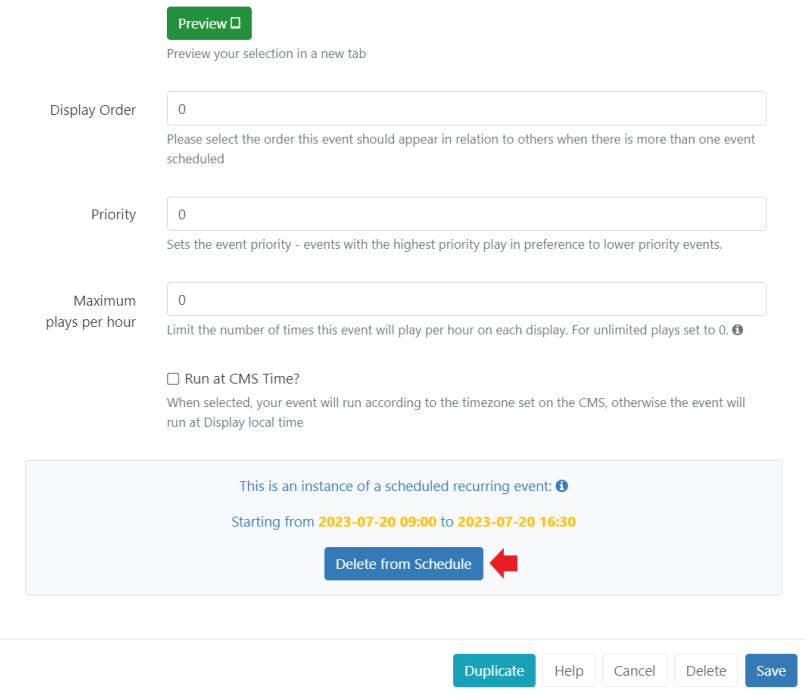 Preview
Preview your selection in a new tab
Display Order
0
Please select the order this event should appear in relation to others when there is more than one event
scheduled
Priority
0
Sets the event priority - events with the highest priority play in preference to lower priority events.
Maximum
plays per hour
0
Limit the number of times this event will play per hour on each display. For unlimited plays set to 0.
Run at CMS Time?
When selected, your event will run according to the timezone set on the CMS, otherwise the event will
run at Display local time
This is an instance of a scheduled recurring event:
Starting from 2023-07-20 09:00 to 2023-07-20 16:30
Delete from Schedule
Duplicate Help Cancel Delete Save